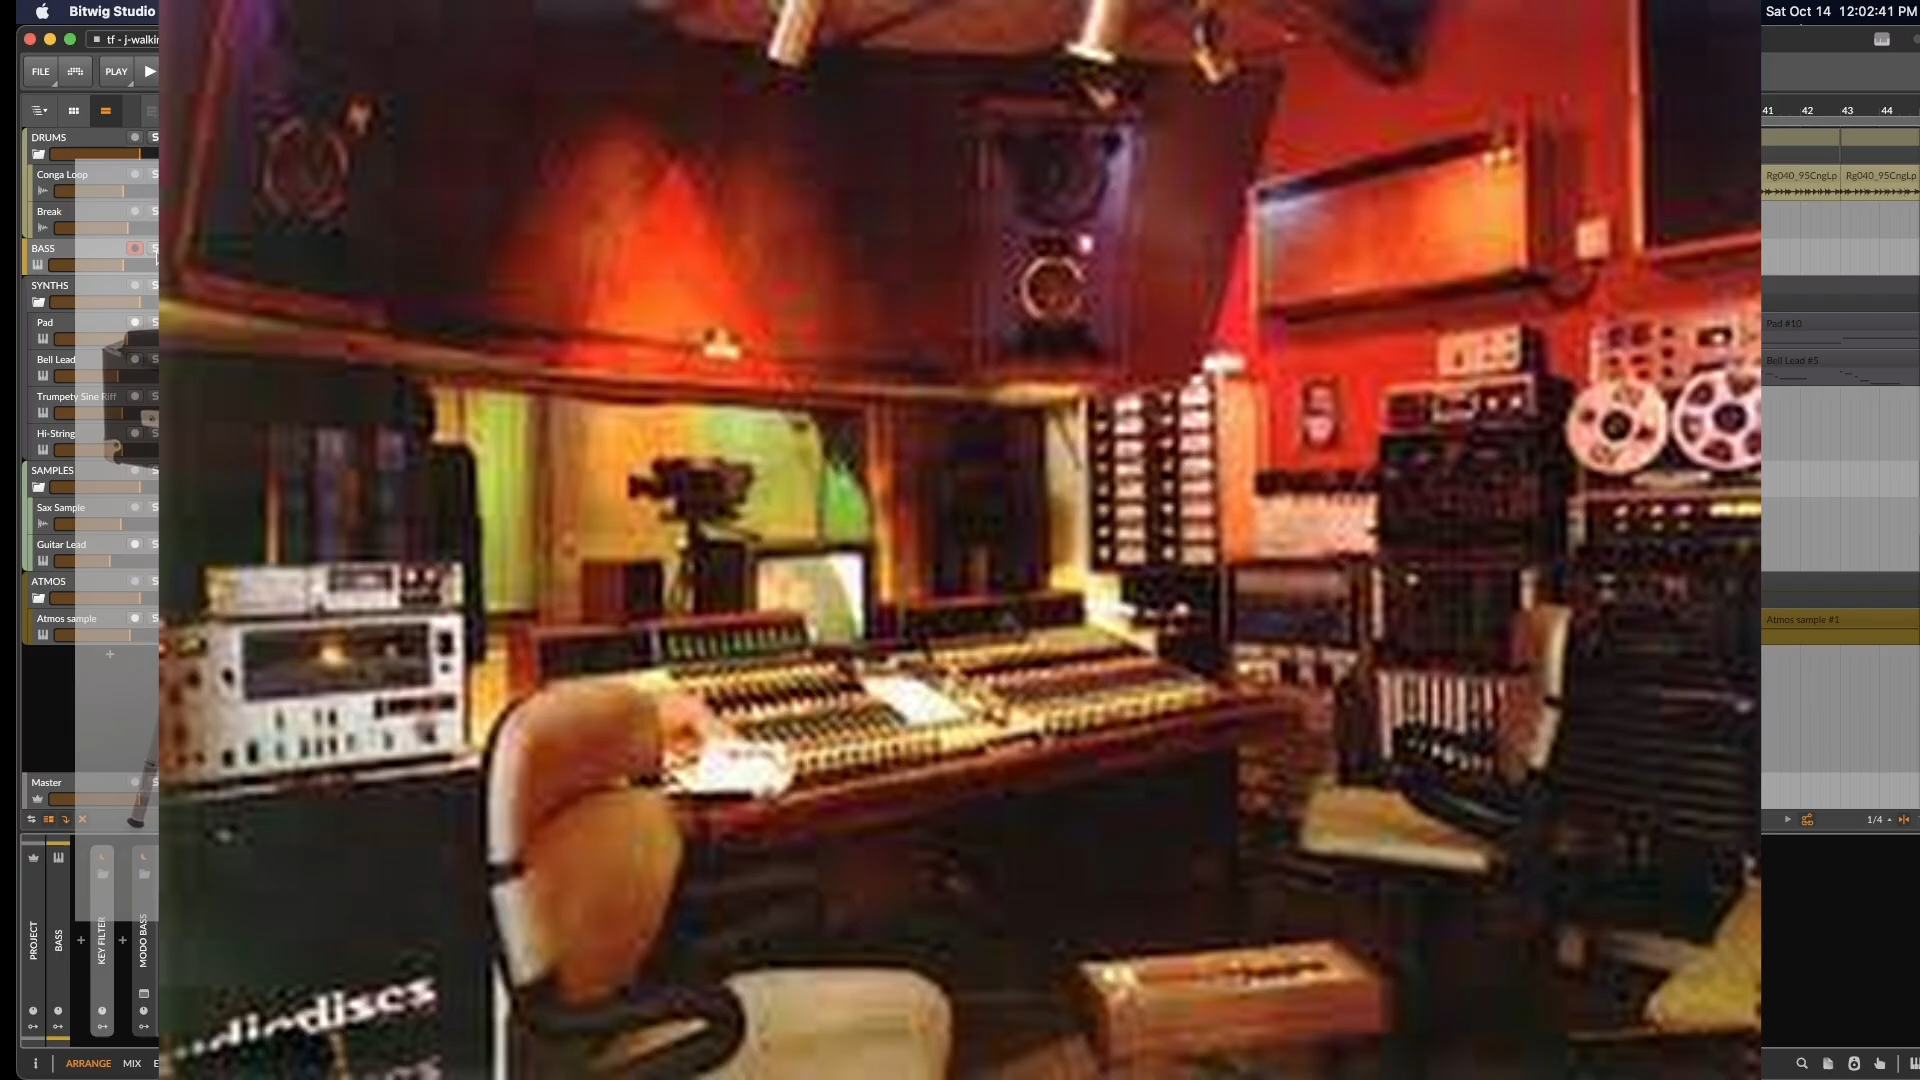 Bitwig Studio
Sat Oct 14 12:02:41 PM
tf - j-walkin
FILE
PLAY
41 42 43 44
DRUMS
Conga Loop
Rg040_95CngLp
Rg040_95CngLp
Break
BASS
SYNTHS
Pad
Pad #10
Bell Lead
Bell Lead #5
Trumpety Sine Riff
Hi-String
SAMPLES
Sax Sample
Guitar Lead
ATMOS
Atmos sample
Atmos sample #1
Master
1/4
PROJECT
BASS
KEY FILTER
MODO BASS
ARRANGE
MIX